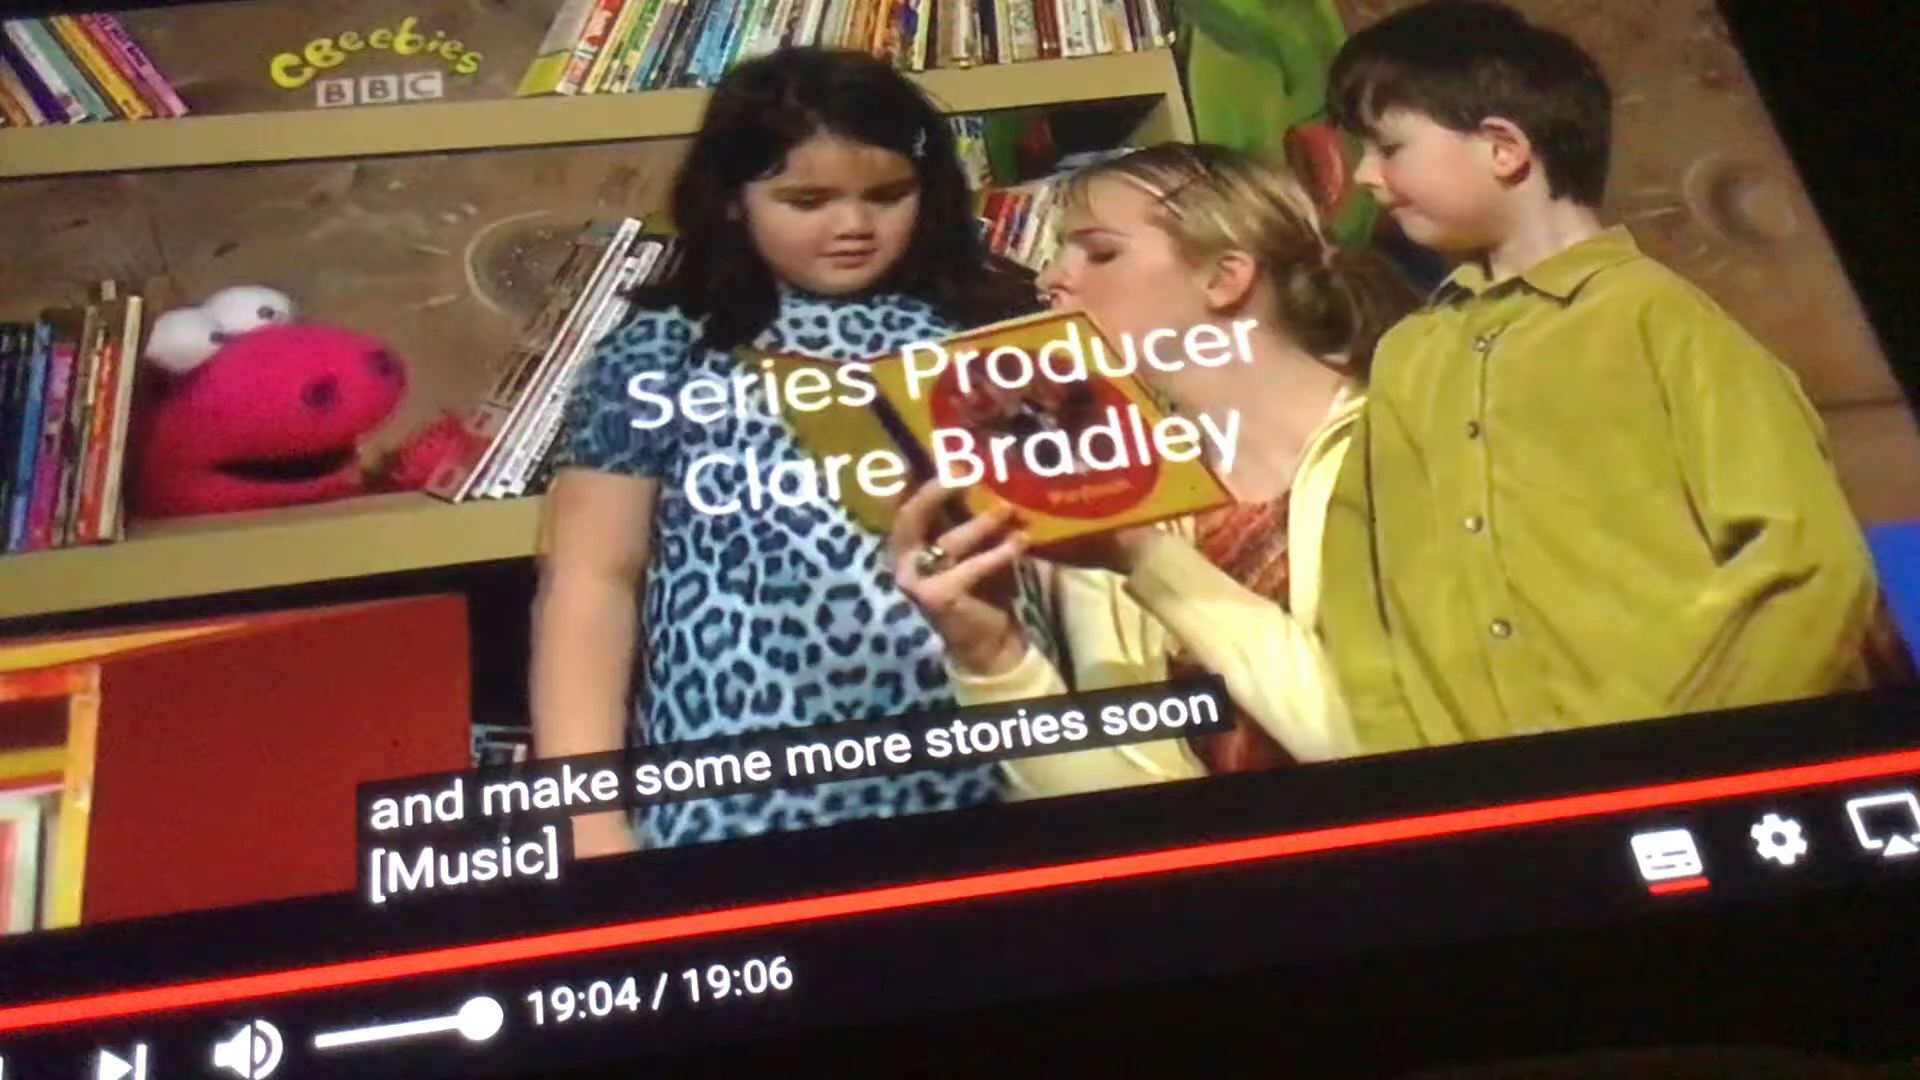 CBeebies
BBC
Series Producer
Clare Bradley
and make some more stories soon
[Music]
19:04 / 19:06